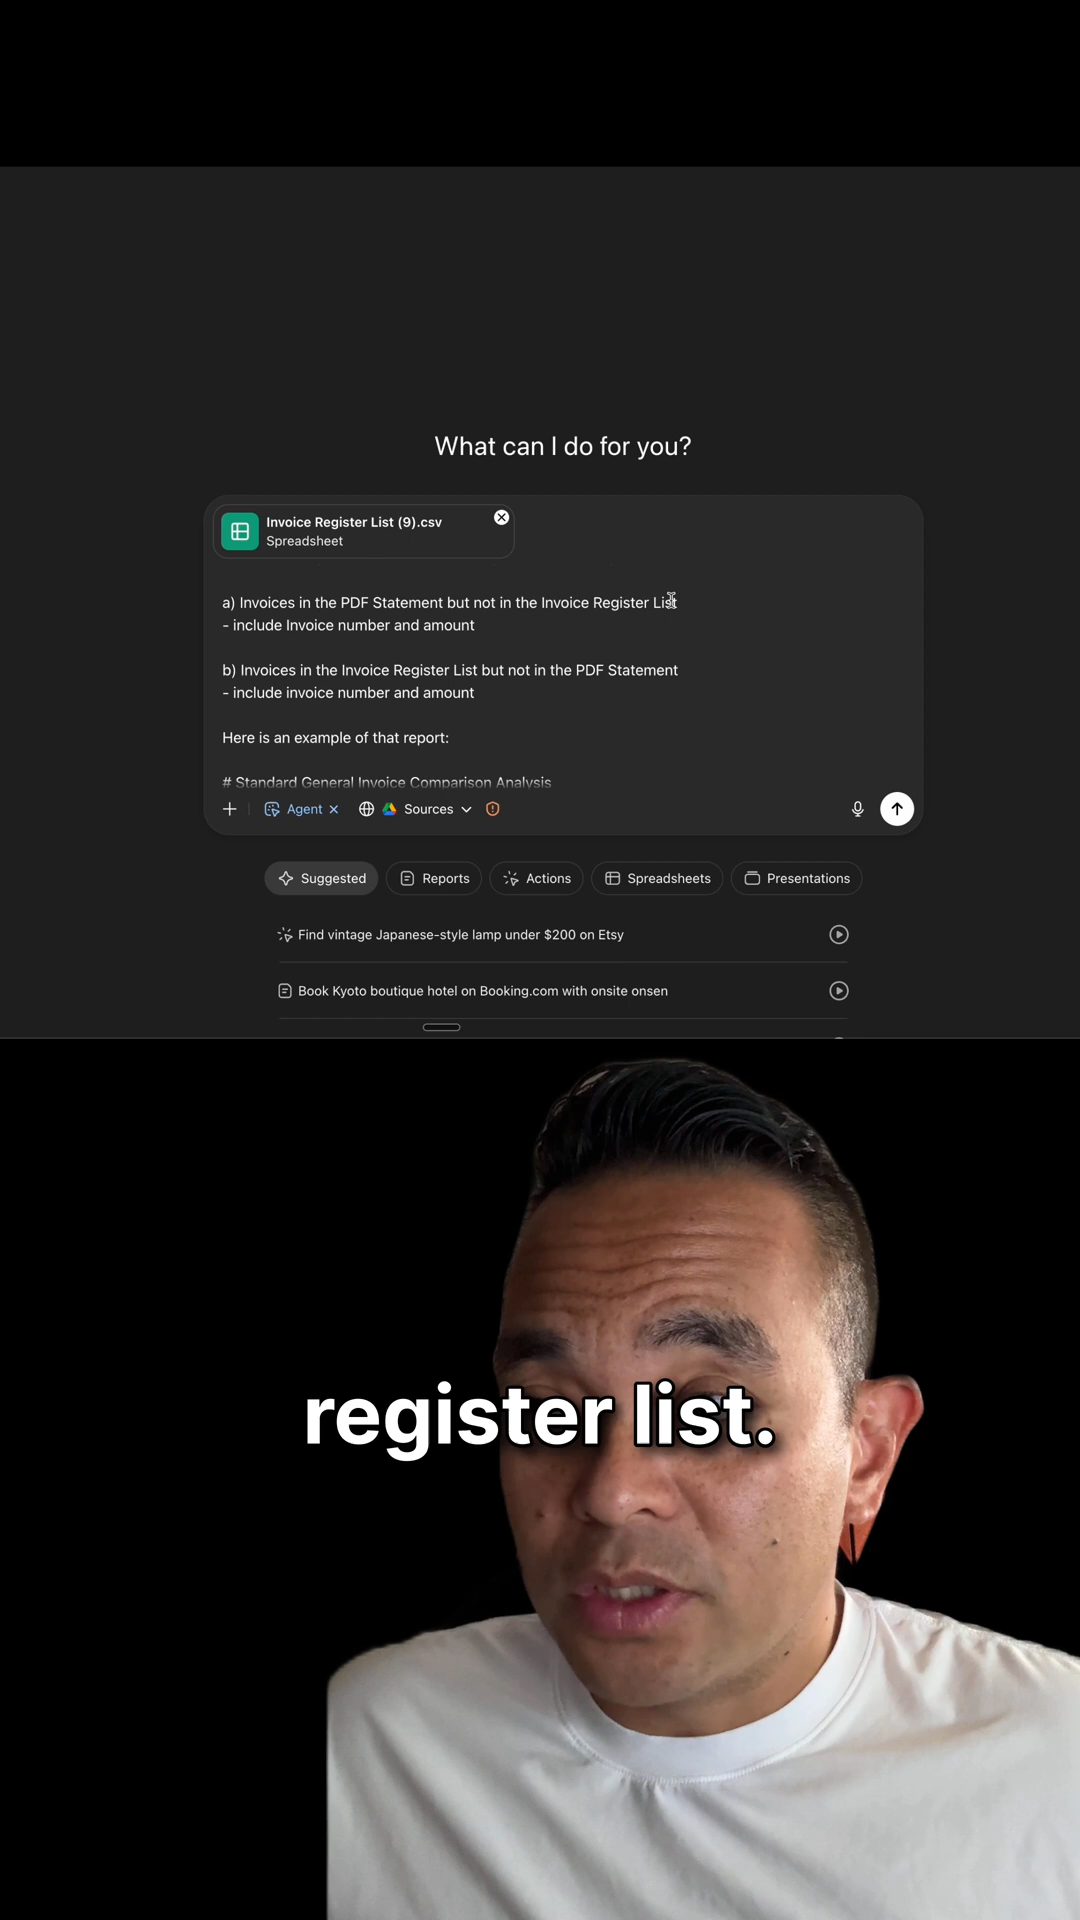 What can I do for you?
Invoice Register List (9).csv
Spreadsheet
a) Invoices in the PDF Statement but not in the Invoice Register List
- include Invoice number and amount
b) Invoices in the Invoice Register List but not in the PDF Statement
- include invoice number and amount
Here is an example of that report:
# Standard General Invoice Comparison Analysis
Agent
Sources
Suggested
Reports
Actions
Spreadsheets
Presentations
Find vintage Japanese-style lamp under $200 on Etsy
Book Kyoto boutique hotel on Booking.com with onsite onsen
register list.